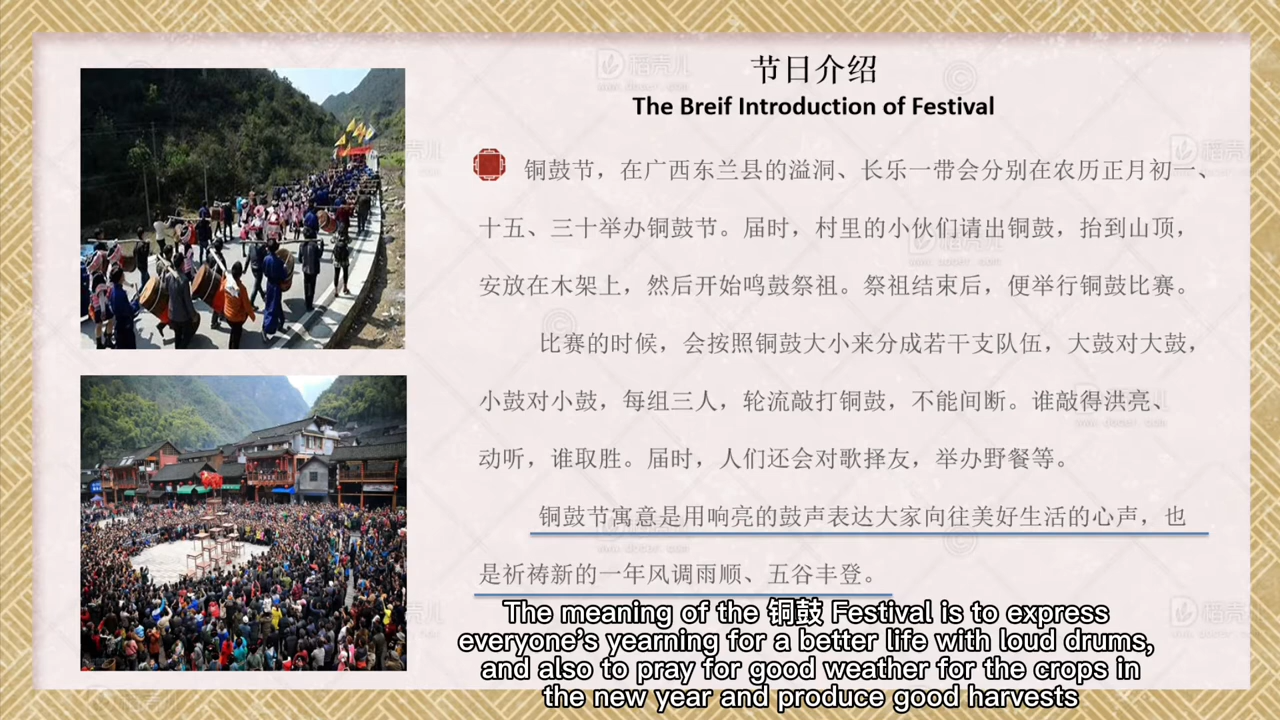 节日介绍
The Breif Introduction of Festival
铜鼓节，在广西东兰县的溢洞、长乐一带会分别在农历正月初一、
十五、三十举办铜鼓节。届时，村里的小伙们请出铜鼓，抬到山顶，
安放在木架上，然后开始鸣鼓祭祖。祭祖结束后，便举行铜鼓比赛。
比赛的时候，会按照铜鼓大小来分成若干支队伍，大鼓对大鼓，
小鼓对小鼓，每组三人，轮流敲打铜鼓，不能间断。谁敲得洪亮、
动听，谁取胜。届时，人们还会对歌择友，举办野餐等。
铜鼓节寓意是用响亮的鼓声表达大家向往美好生活的心声，也
是祈祷新的一年风调雨顺、五谷丰登。
The meaning of the 铜鼓 Festival is to express
everyone's yearning for a better life with loud drums,
and also to pray for good weather for the crops in
the new year and produce good harvests